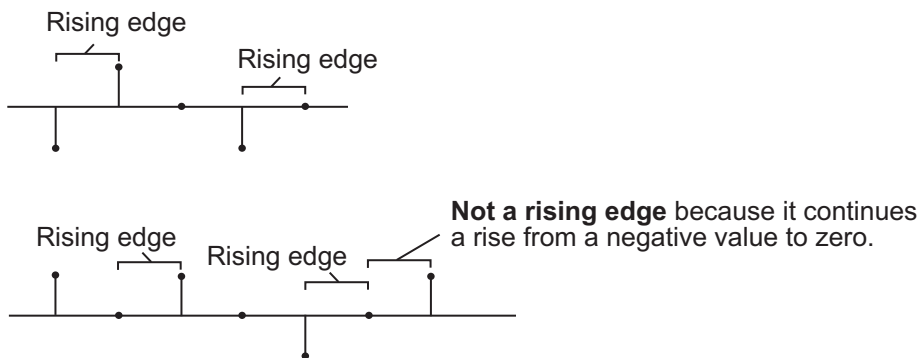 Rising edge
Rising edge
Not a rising edge because it continues
a rise from a negative value to zero.
Rising edge
Rising edge